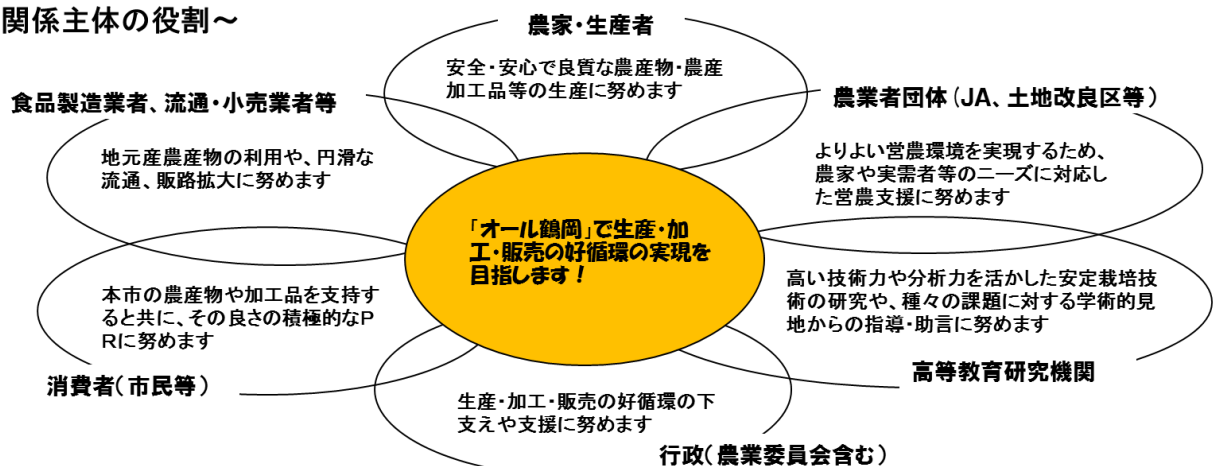 関係主体の役割～
農家・生産者
安全・安心で良質な農産物・農産
加工品等の生産に努めます
食品製造業者、流通・小売業者等
地元産農産物の利用や、円滑な
流通、販路拡大に努めます
農業者団体（JA、土地改良区等）
よりよい営農環境を実現するため、
農家や実需者等のニーズに対応し
た営農支援に努めます
「オール鶴岡」で生産・加
工・販売の好循環の実現を
目指します！
本市の農産物や加工品を支持す
ると共に、その良さの積極的なP
Rに努めます
消費者（市民等）
高い技術力や分析力を活かした安定栽培技
術の研究や、種々の課題に対する学術的見
地からの指導・助言に努めます
高等教育研究機関
生産・加工・販売の好循環の下
支えや支援に努めます
行政（農業委員会含む）